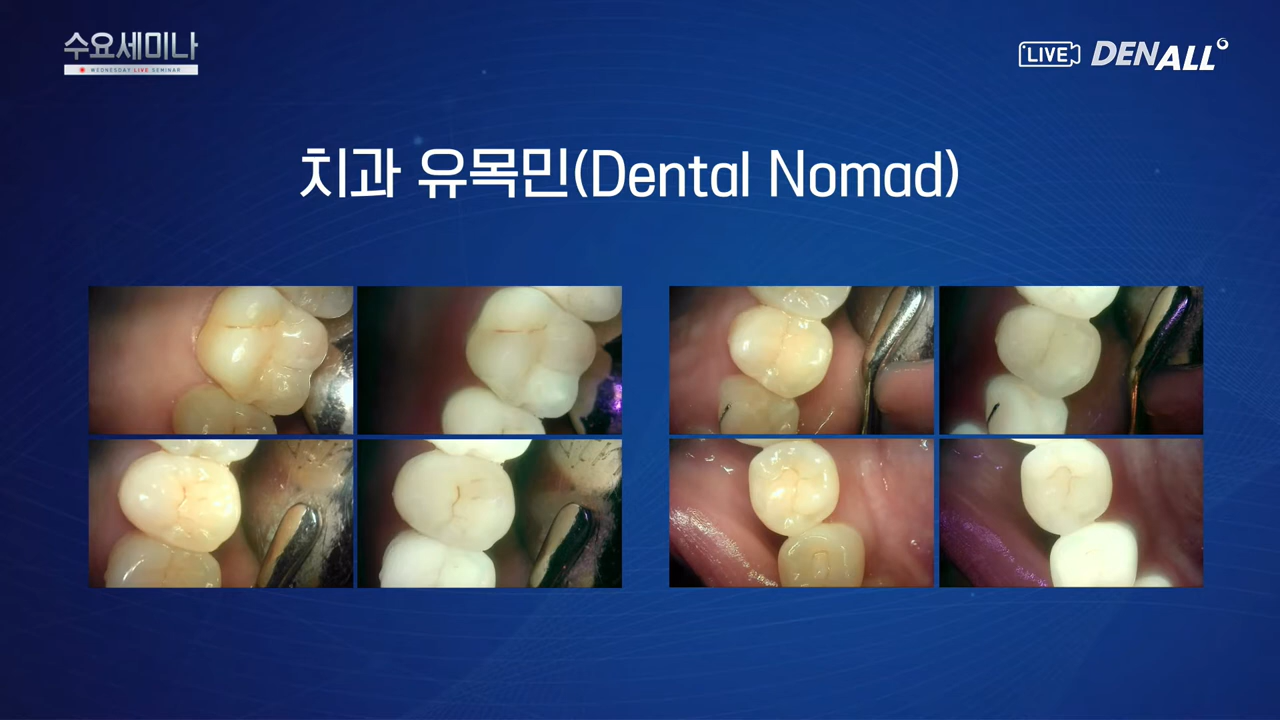 수요세미나
WEDNESDAY LIVE SEMINAR
LIVE DENALL
치과 유목민(Dental Nomad)